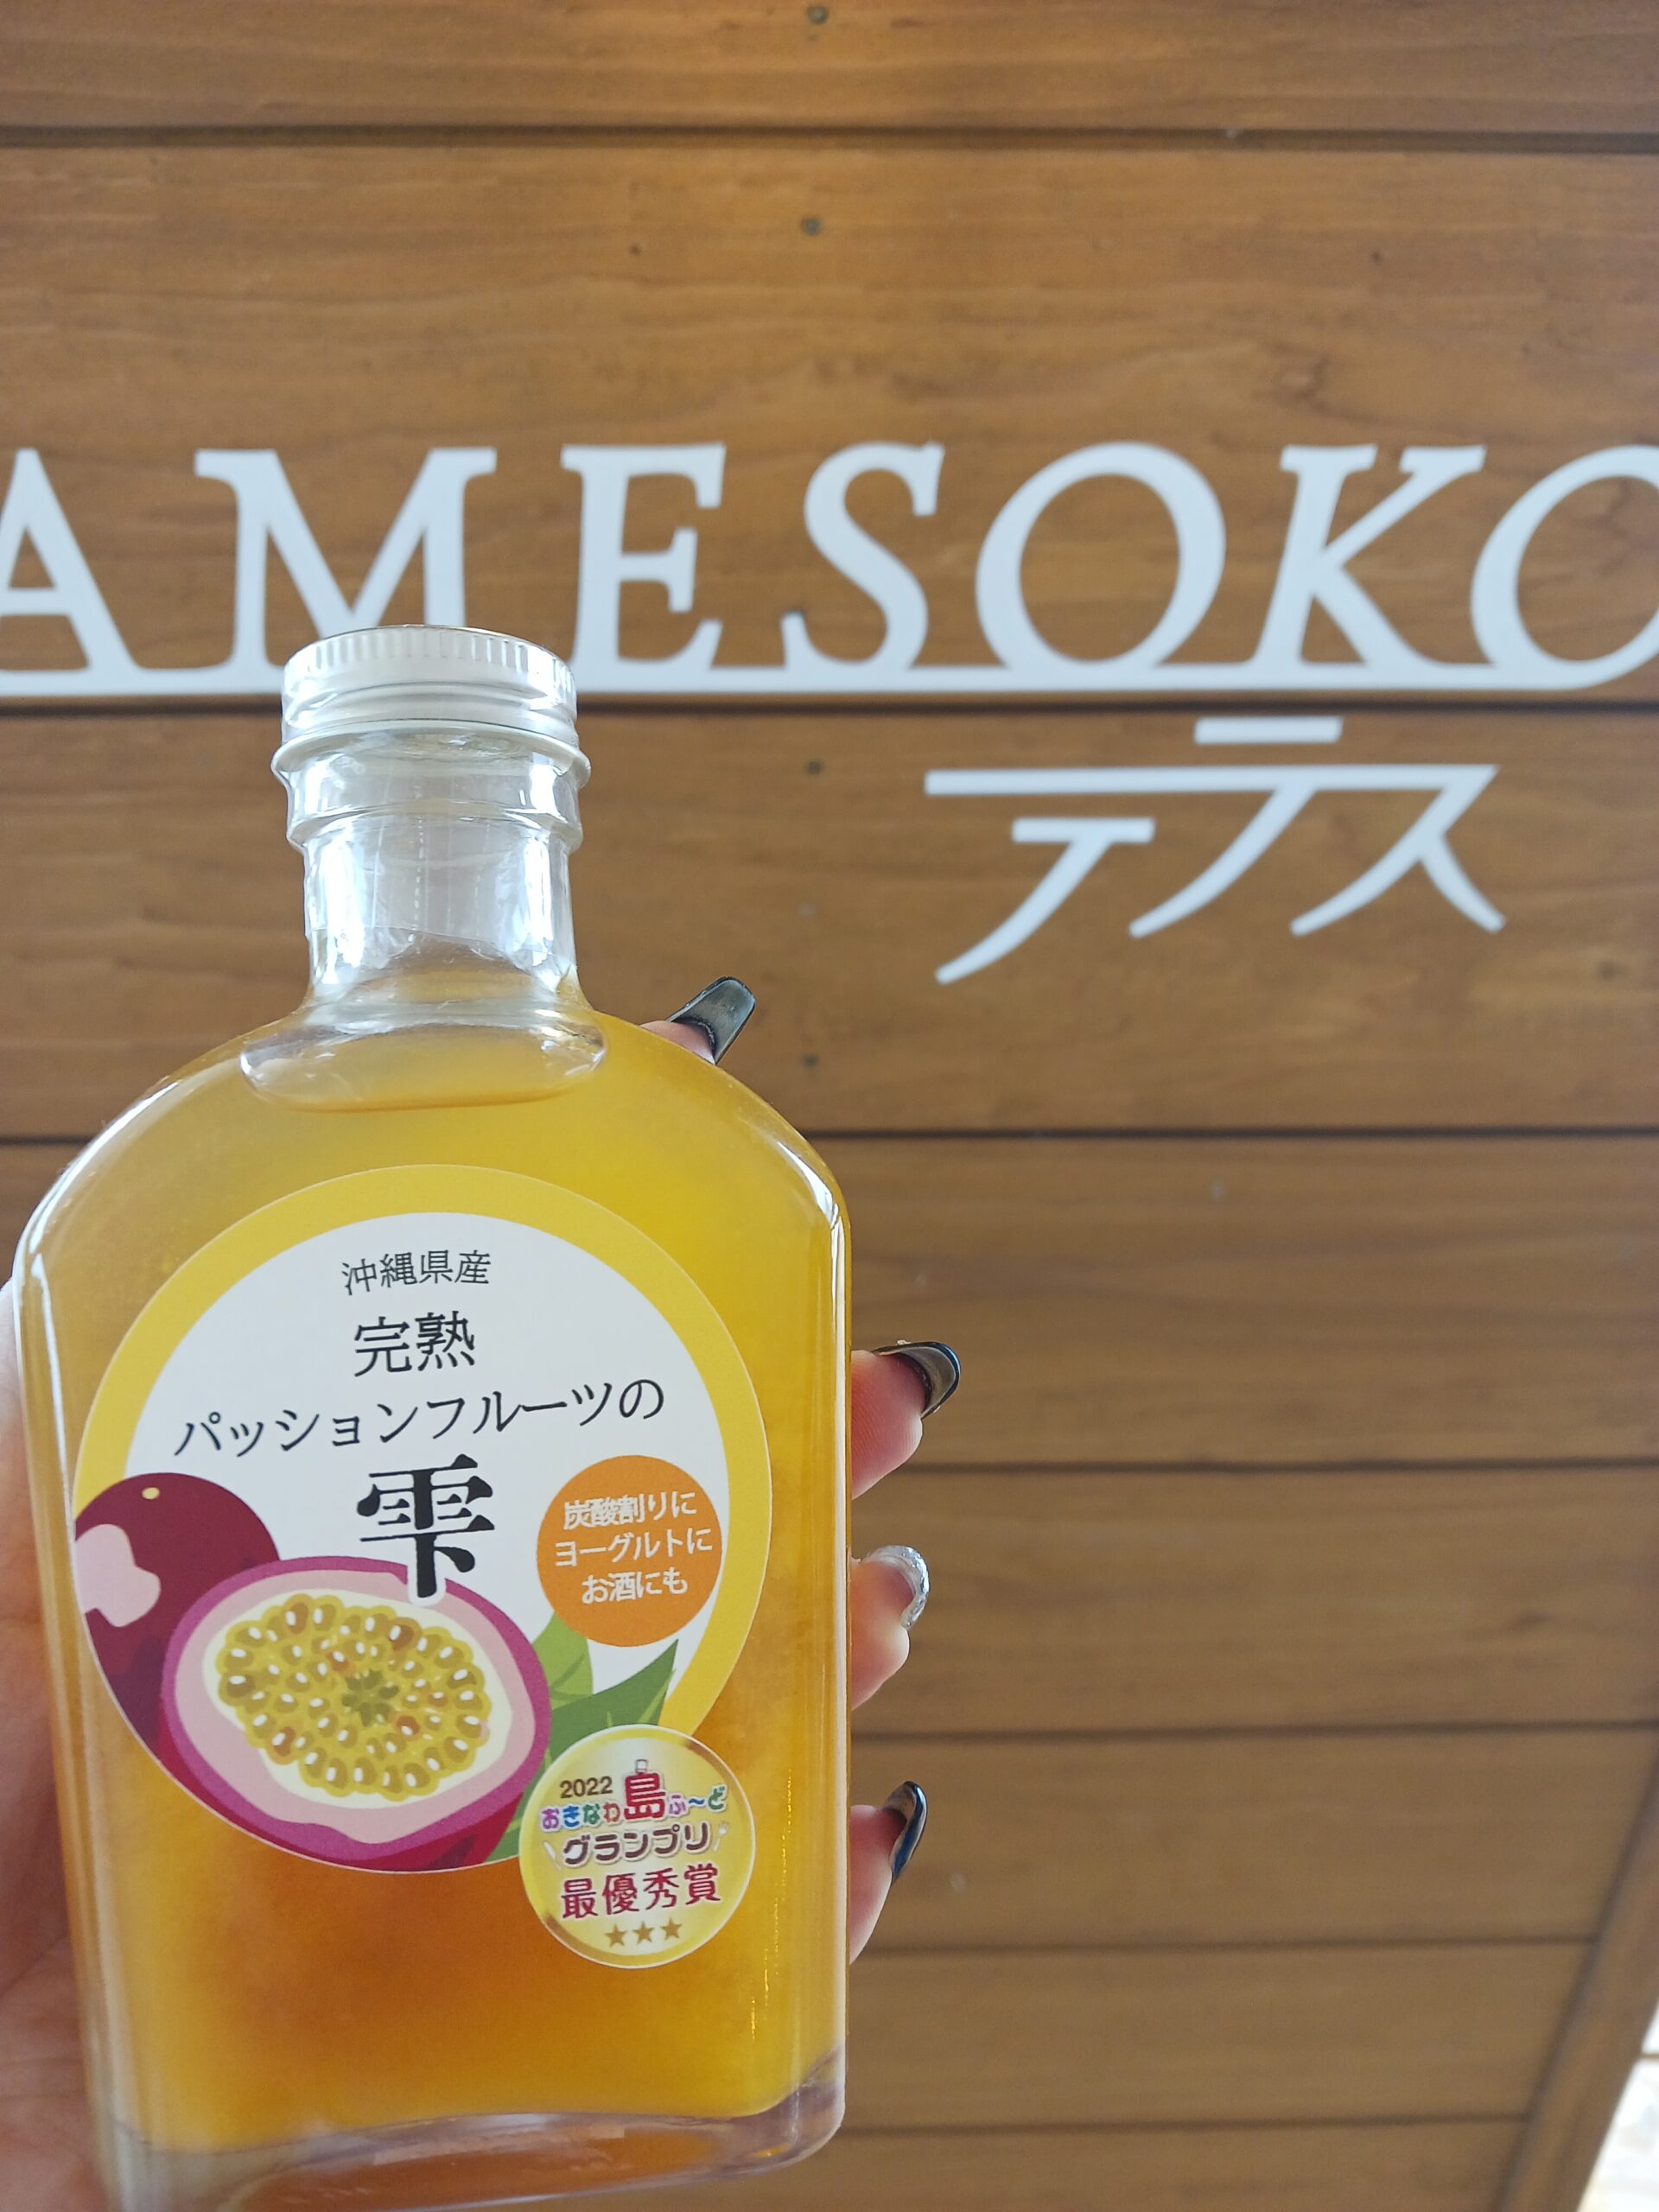 AMESOKO
テラス
沖縄県産
完熟
パッションフルーツの
雫
炭酸割りに
ヨーグルトに
お酒にも
2022
おきなわ島ふ〜ど
グランプリ
最優秀賞
★★★